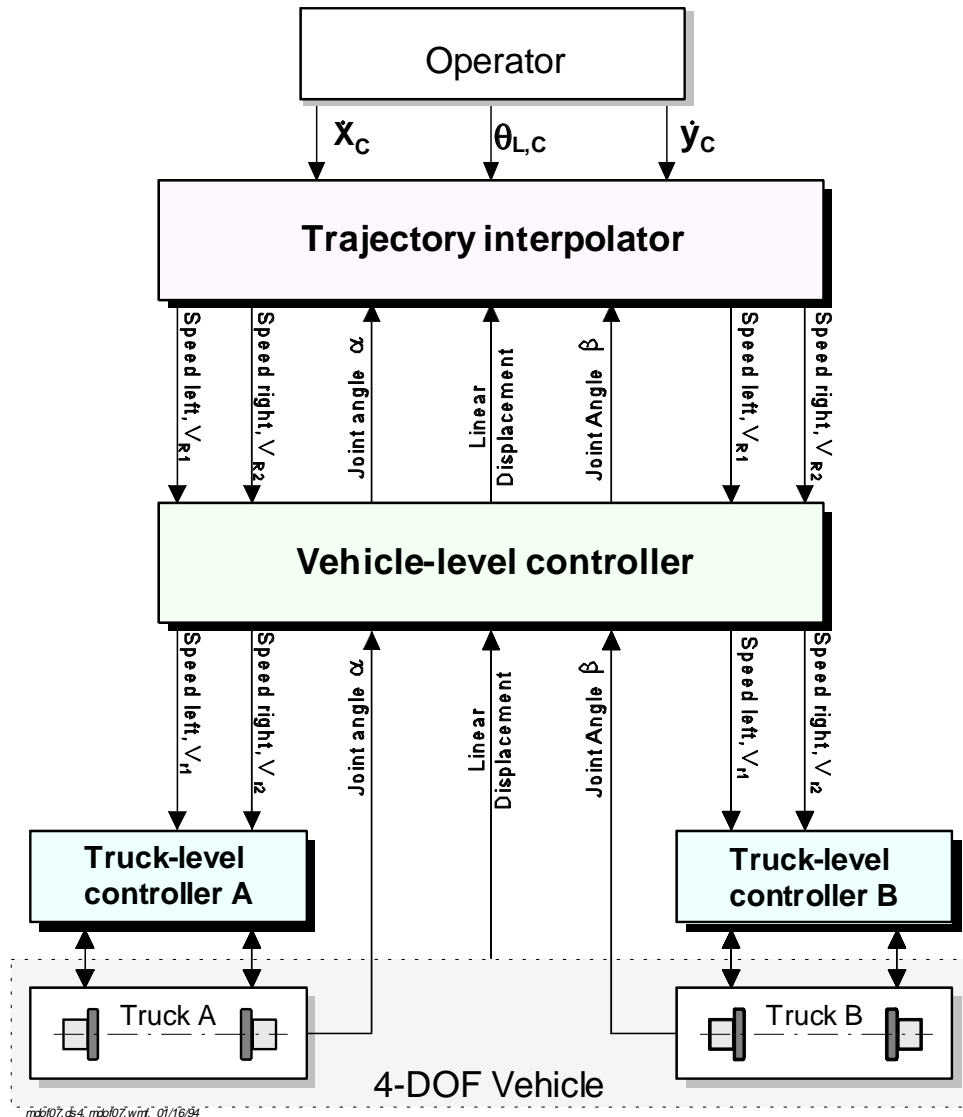 Operator
ẋC θL,C ẏC
Trajectory interpolator
Speed left, VR1
Speed right, VR2
Joint angle α
Linear
Displacement
Joint Angle β
Speed left, VR1
Speed right, VR2
Vehicle-level controller
Speed left, Vr1
Speed right, Vr2
Joint angle α
Linear
Displacement
Joint Angle β
Speed left, Vr1
Speed right, Vr2
Truck-level
controller A
Truck-level
controller B
Truck A
Truck B
4-DOF Vehicle
mdof07.ds4, mdof07.wmf, 01/16/94